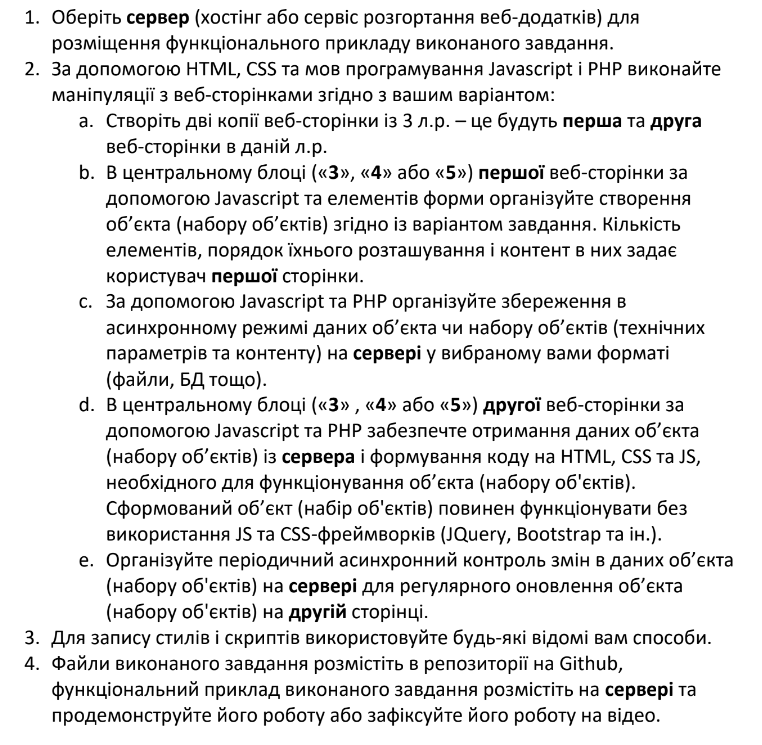 1. Оберіть сервер (хостінг або сервіс розгортання веб-додатків) для
розміщення функціонального прикладу виконаного завдання.
2. За допомогою HTML, CSS та мов програмування Javascript і PHP виконайте
маніпуляції з веб-сторінками згідно з вашим варіантом:
a. Створіть дві копії веб-сторінки із 3 л.р. – це будуть перша та друга
веб-сторінки в даній л.р.
b. В центральному блоці («3», «4» або «5») першої веб-сторінки за
допомогою Javascript та елементів форми організуйте створення
об’єкта (набору об’єктів) згідно із варіантом завдання. Кількість
елементів, порядок їхнього розташування і контент в них задає
користувач першої сторінки.
c. За допомогою Javascript та PHP організуйте збереження в
асинхронному режимі даних об’єкта чи набору об’єктів (технічних
параметрів та контенту) на сервері у вибраному вами форматі
(файли, БД тощо).
d. В центральному блоці («3» , «4» або «5») другої веб-сторінки за
допомогою Javascript та PHP забезпечте отримання даних об’єкта
(набору об’єктів) із сервера і формування коду на HTML, CSS та JS,
необхідного для функціонування об’єкта (набору об'єктів).
Сформований об’єкт (набір об'єктів) повинен функціонувати без
використання JS та CSS-фреймворків (JQuery, Bootstrap та ін.).
e. Організуйте періодичний асинхронний контроль змін в даних об’єкта
(набору об'єктів) на сервері для регулярного оновлення об’єкта
(набору об'єктів) на другій сторінці.
3. Для запису стилів і скриптів використовуйте будь-які відомі вам способи.
4. Файли виконаного завдання розмістіть в репозиторії на Github,
функціональний приклад виконаного завдання розмістіть на сервері та
продемонструйте його роботу або зафіксуйте його роботу на відео.